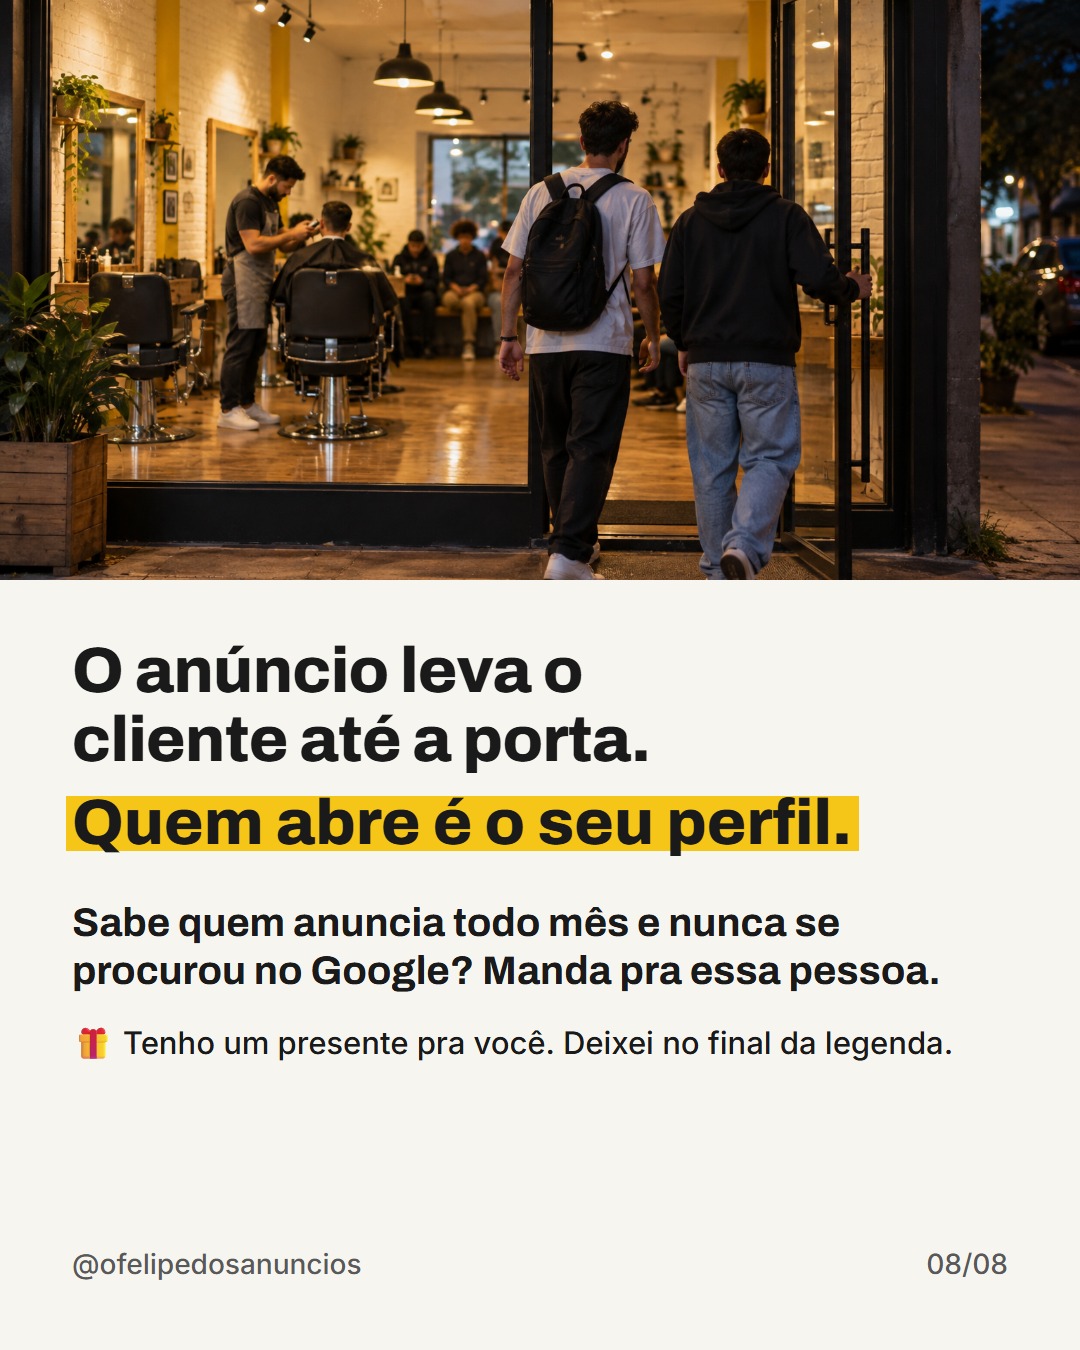 O anúncio leva o
cliente até a porta.
Quem abre é o seu perfil.
Sabe quem anuncia todo mês e nunca se
procurou no Google? Manda pra essa pessoa.
🎁 Tenho um presente pra você. Deixei no final da legenda.
@ofelipedosanuncios
08/08